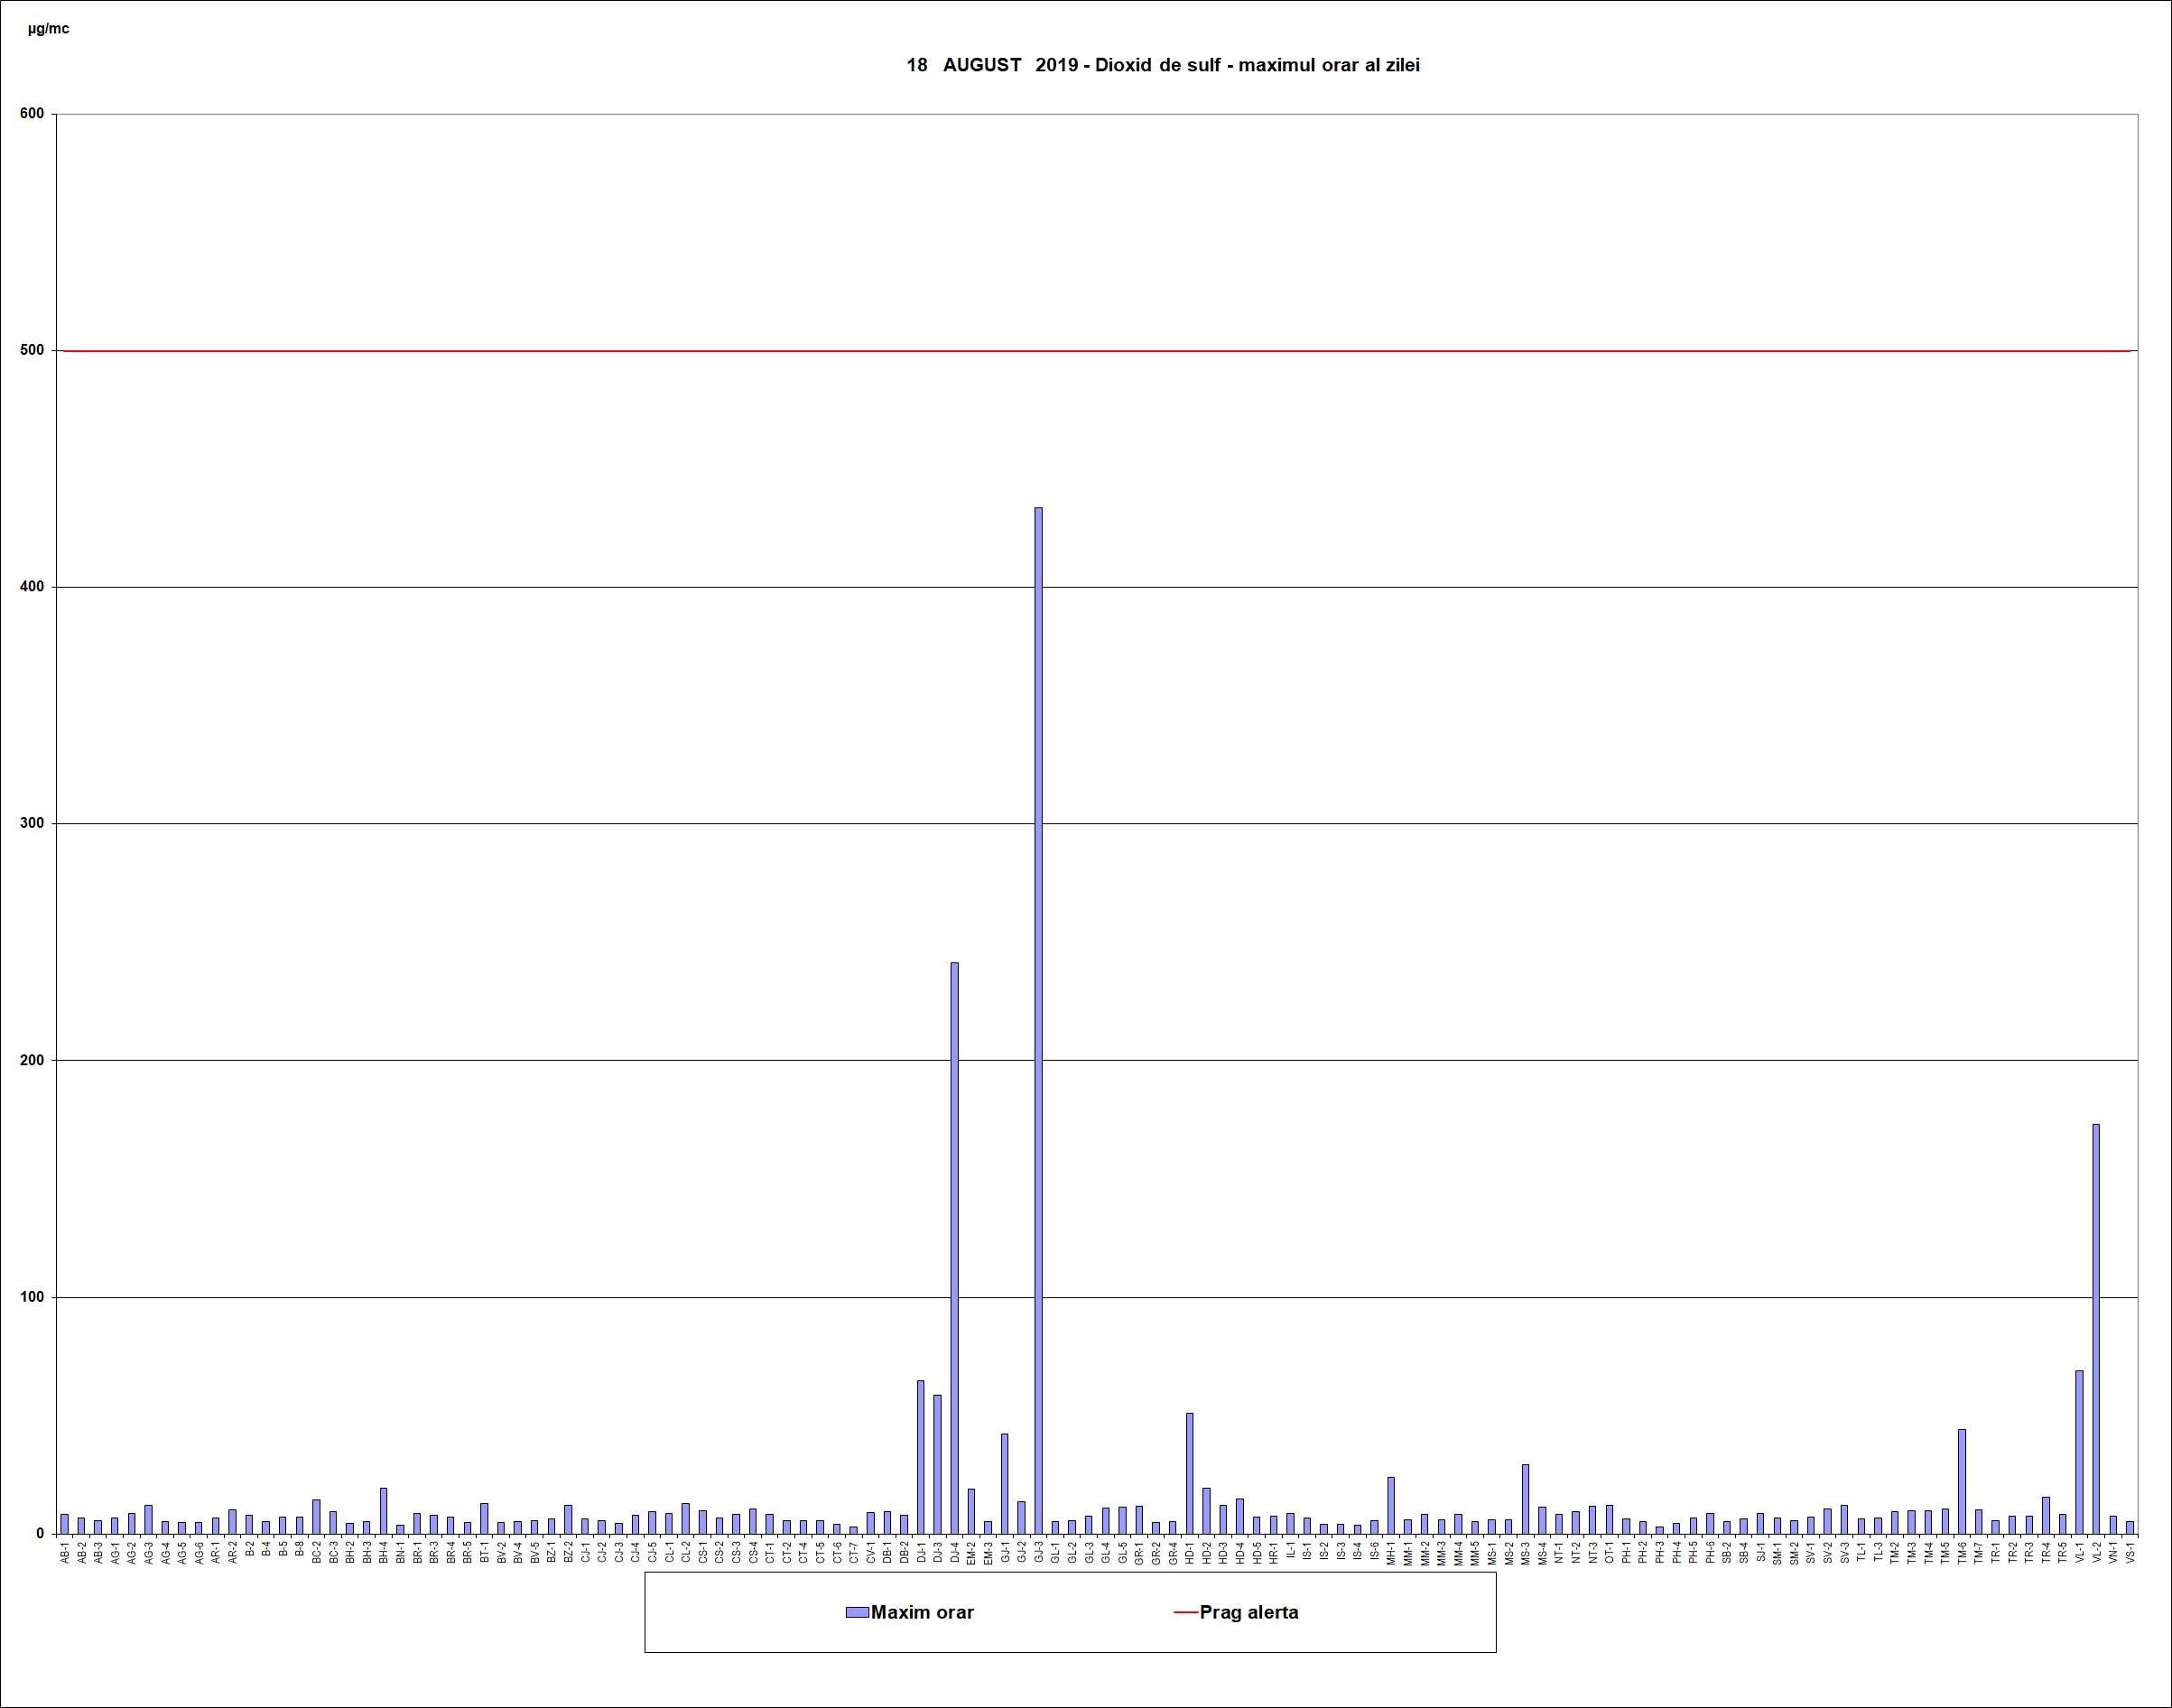 µg/mc
18 AUGUST 2019 - Dioxid de sulf - maximul orar al zilei
600
500
400
300
200
100
0
AB-1
AB-2
AB-3
AG-1
AG-2
AG-3
AG-4
AG-5
AG-6
AR-1
AR-2
B-2
B-4
B-5
B-8
BC-2
BC-3
BH-2
BH-3
BH-4
BN-1
BR-1
BR-3
BR-4
BR-5
BT-1
BV-2
BV-4
BV-5
BZ-1
BZ-2
CJ-1
CJ-2
CJ-3
CJ-4
CJ-5
CL-1
CL-2
CS-1
CS-2
CS-3
CS-4
CT-1
CT-2
CT-4
CT-5
CT-6
CT-7
CV-1
DB-1
DB-2
DJ-1
DJ-3
DJ-4
EM-2
EM-3
GJ-1
GJ-2
GJ-3
GL-1
GL-2
GL-3
GL-4
GL-5
GR-1
GR-2
GR-4
HD-1
HD-2
HD-3
HD-4
HD-5
HR-1
IL-1
IS-1
IS-2
IS-3
IS-4
IS-6
MH-1
MM-1
MM-2
MM-3
MM-4
MM-5
MS-1
MS-2
MS-3
MS-4
NT-1
NT-2
NT-3
OT-1
PH-1
PH-2
PH-3
PH-4
PH-5
PH-6
SB-2
SB-4
SJ-1
SM-1
SM-2
SV-1
SV-2
SV-3
TL-1
TL-3
TM-2
TM-3
TM-4
TM-5
TM-6
TM-7
TR-1
TR-2
TR-3
TR-4
TR-5
VL-1
VL-2
VN-1
VS-1
Maxim orar
Prag alerta